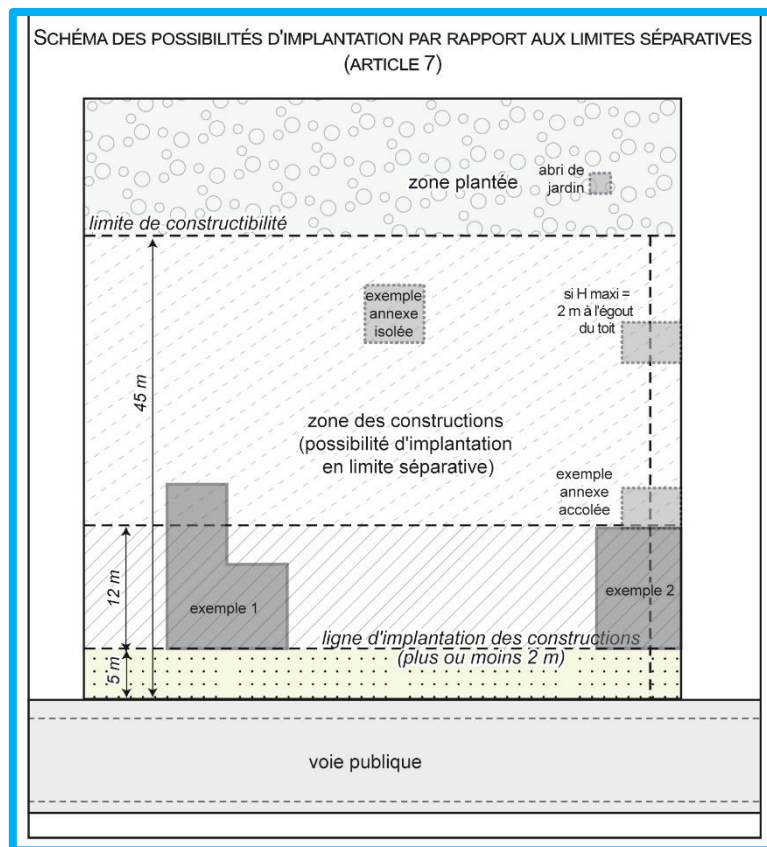 SCHÉMA DES POSSIBILITÉS D'IMPLANTATION PAR RAPPORT AUX LIMITES SÉPARATIVES
(ARTICLE 7)
zone plantée
abri de
jardin
limite de constructibilité
exemple
annexe
isolée
si H maxi =
2 m à l'égout
du toit
45 m
zone des constructions
(possibilité d'implantation
en limite séparative)
exemple
annexe
accolée
12 m
exemple 1
exemple 2
ligne d'implantation des constructions
(plus ou moins 2 m)
5 m
voie publique